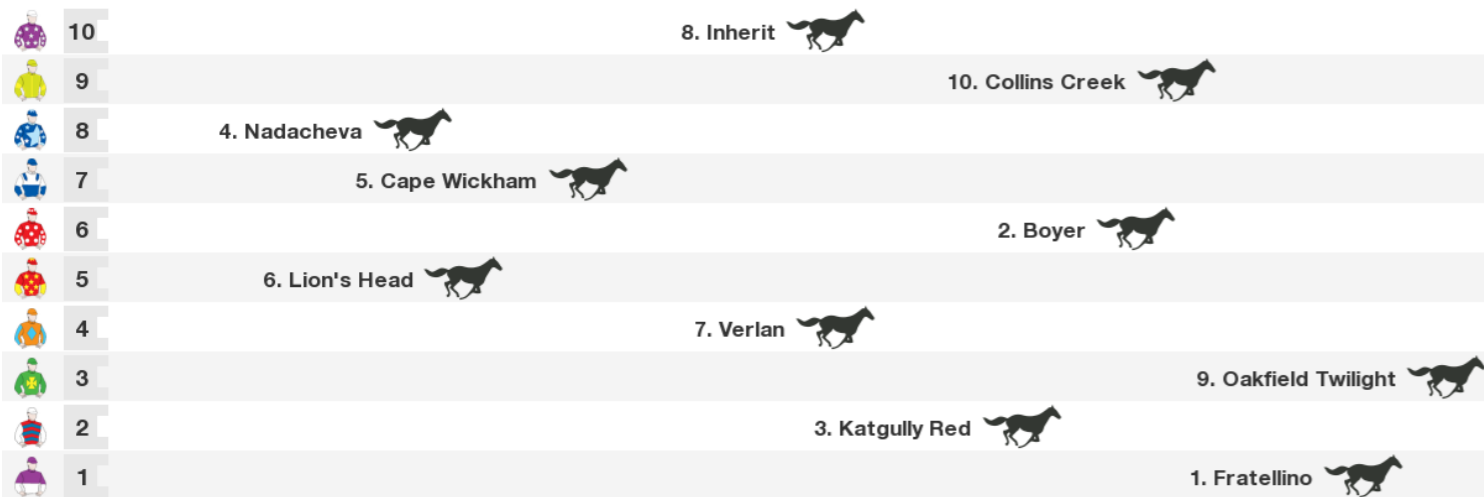 10 8. Inherit
9 10. Collins Creek
8 4. Nadacheva
7 5. Cape Wickham
6 2. Boyer
5 6. Lion's Head
4 7. Verlan
3 9. Oakfield Twilight
2 3. Katgully Red
1 1. Fratellino